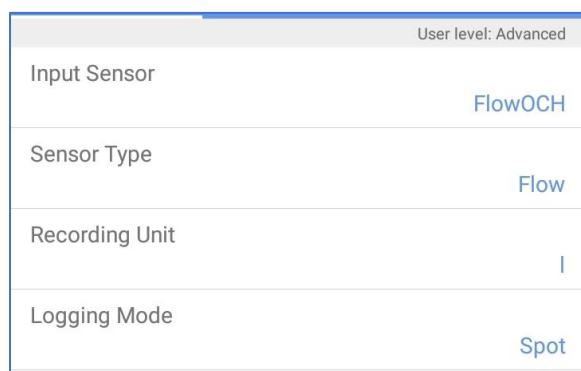 User level: Advanced
Input Sensor
FlowOCH
Sensor Type
Flow
Recording Unit
l
Logging Mode
Spot